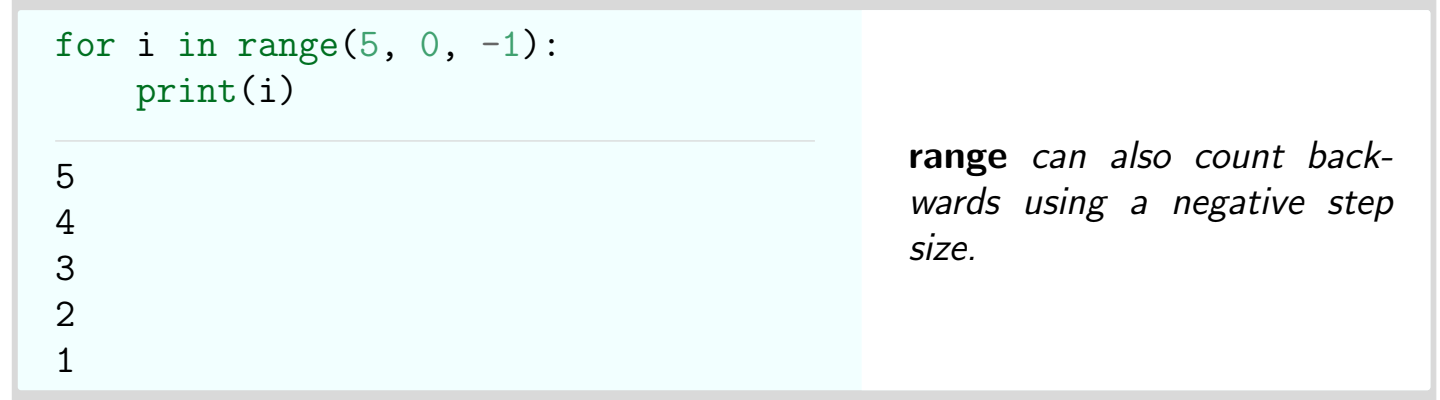 for i in range(5, 0, -1):
    print(i)
5
4
3
2
1
range can also count back-
wards using a negative step
size.